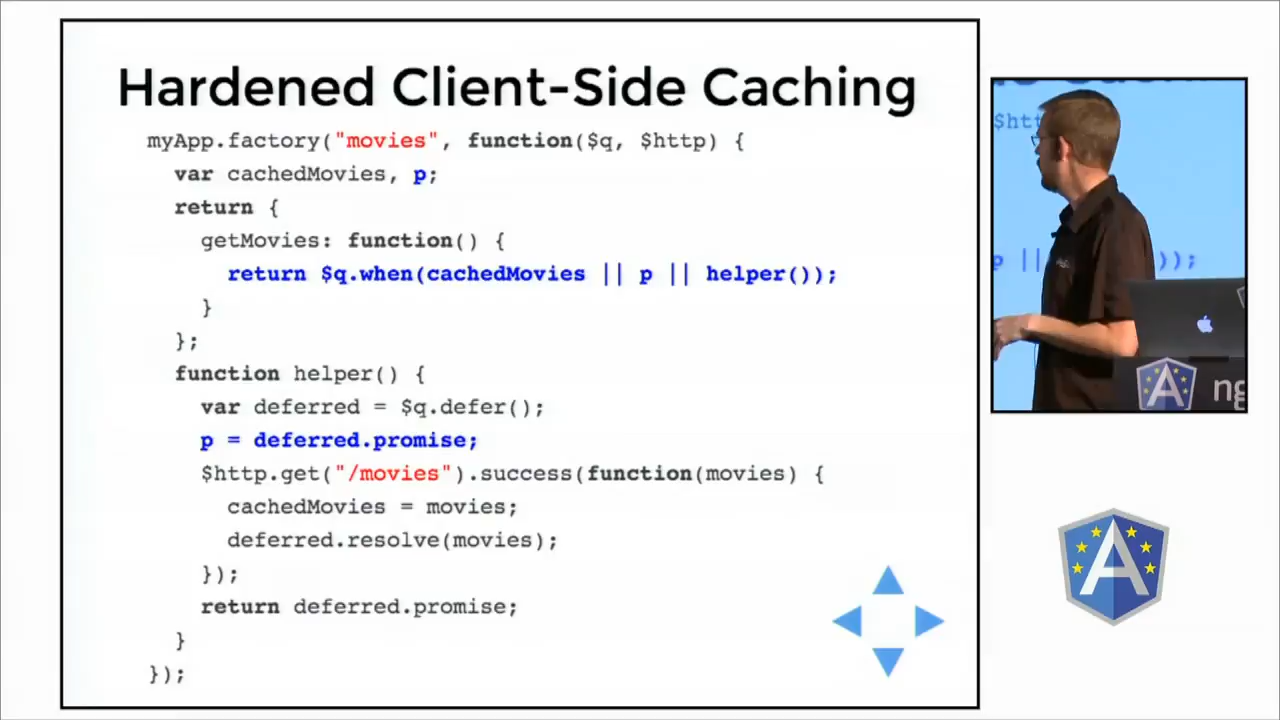 Hardened Client-Side Caching
myApp.factory("movies", function($q, $http) {
var cachedMovies, p;
return {
getMovies: function() {
return $q.when(cachedMovies || p || helper());
}
};
function helper() {
var deferred = $q.defer();
p = deferred.promise;
$http.get("/movies").success(function(movies) {
cachedMovies = movies;
deferred.resolve(movies);
});
return deferred.promise;
}
});
$htt
p || ));
A ng
A